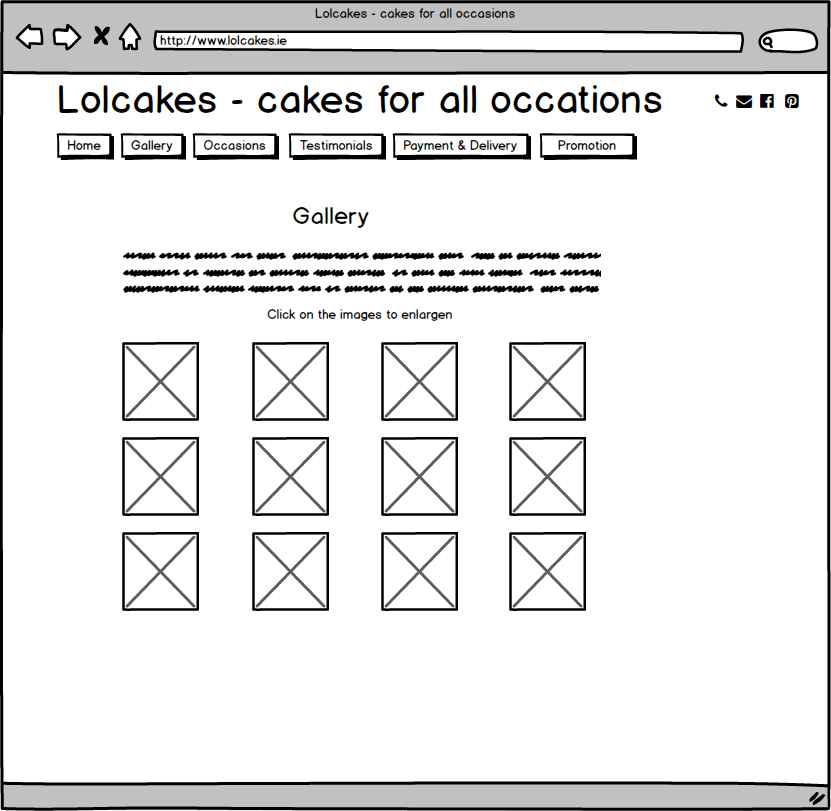 Lolcakes - cakes for all occasions
http://www.lolcakes.ie
Lolcakes - cakes for all occations
Home Gallery Occasions Testimonials Payment & Delivery Promotion
Gallery
Click on the images to enlargen